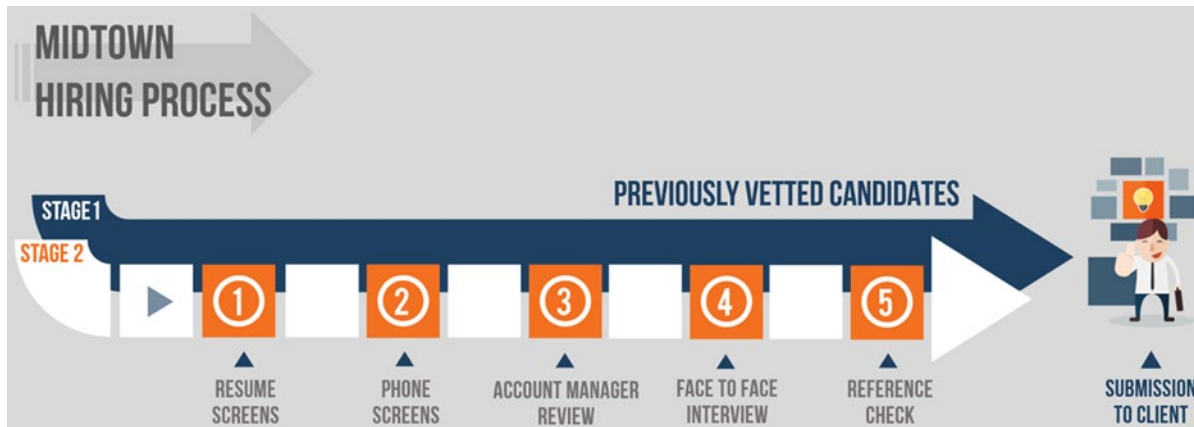 MIDTOWN
HIRING PROCESS
PREVIOUSLY VETTED CANDIDATES
STAGE 1
STAGE 2
1
2
3
4
5
RESUME
SCREENS
PHONE
SCREENS
ACCOUNT MANAGER
REVIEW
FACE TO FACE
INTERVIEW
REFERENCE
CHECK
SUBMISSION
TO CLIENT